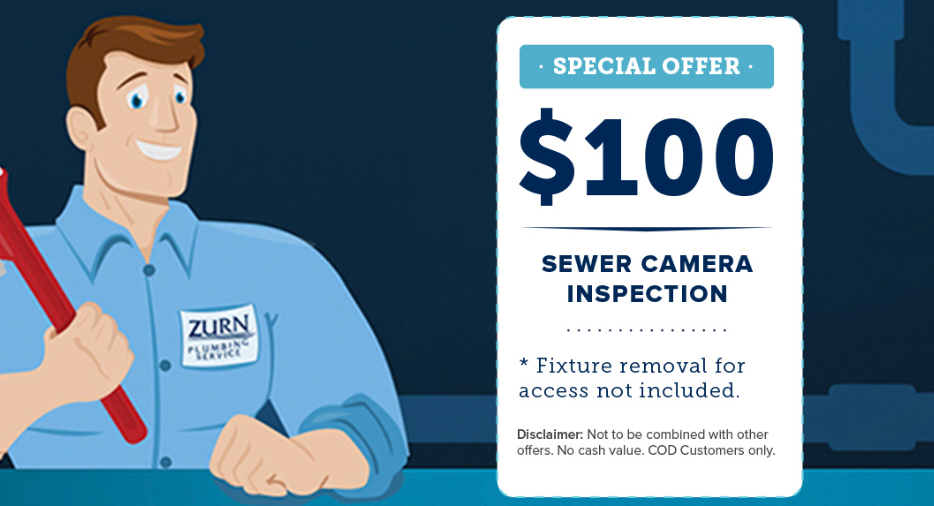 ZURN
PLUMBING
SERVICE
· SPECIAL OFFER ·
$100
SEWER CAMERA
INSPECTION
* Fixture removal for
access not included.
Disclaimer: Not to be combined with other
offers. No cash value. COD Customers only.